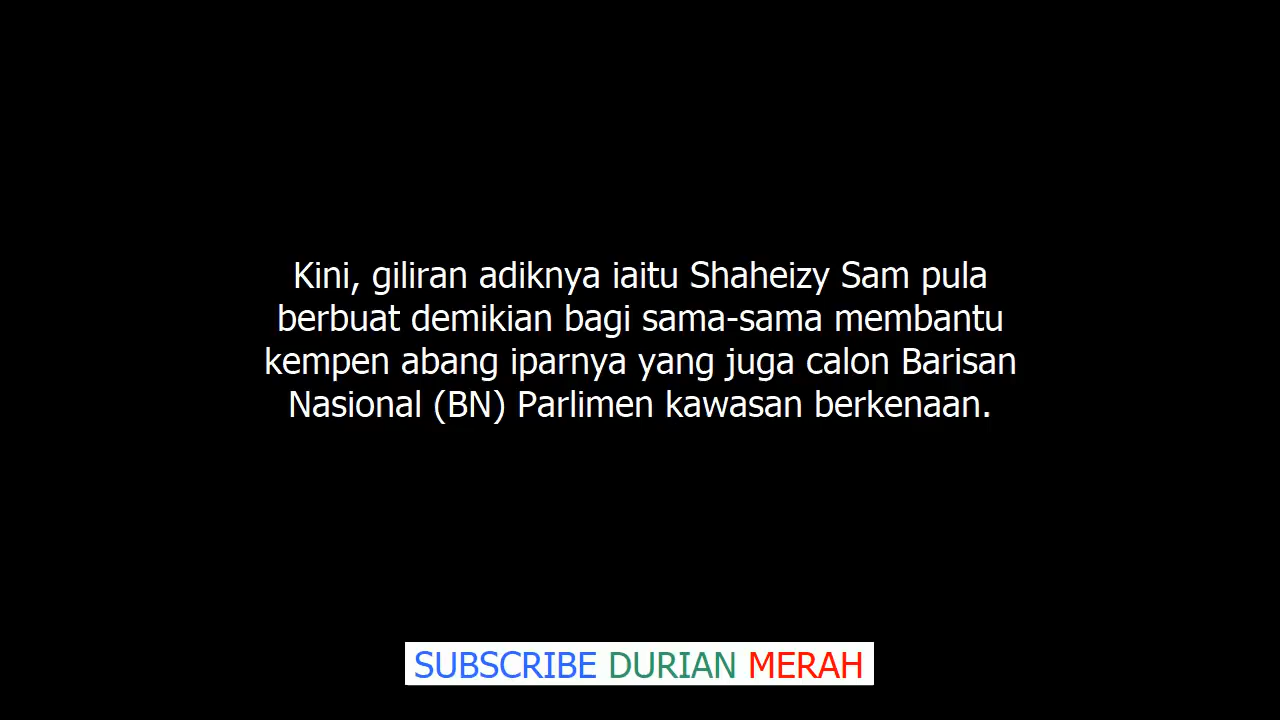 Kini, giliran adiknya iaitu Shaheizy Sam pula
berbuat demikian bagi sama-sama membantu
kempen abang iparnya yang juga calon Barisan
Nasional (BN) Parlimen kawasan berkenaan.
SUBSCRIBE DURIAN MERAH